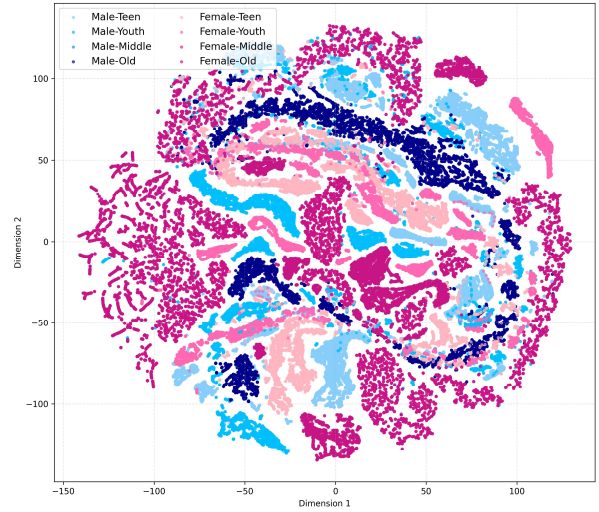 Male-Teen Female-Teen
Male-Youth Female-Youth
Male-Middle Female-Middle
Male-Old Female-Old
100
50
0
−50
−100
Dimension 2
−150 −100 −50 0 50 100
Dimension 1